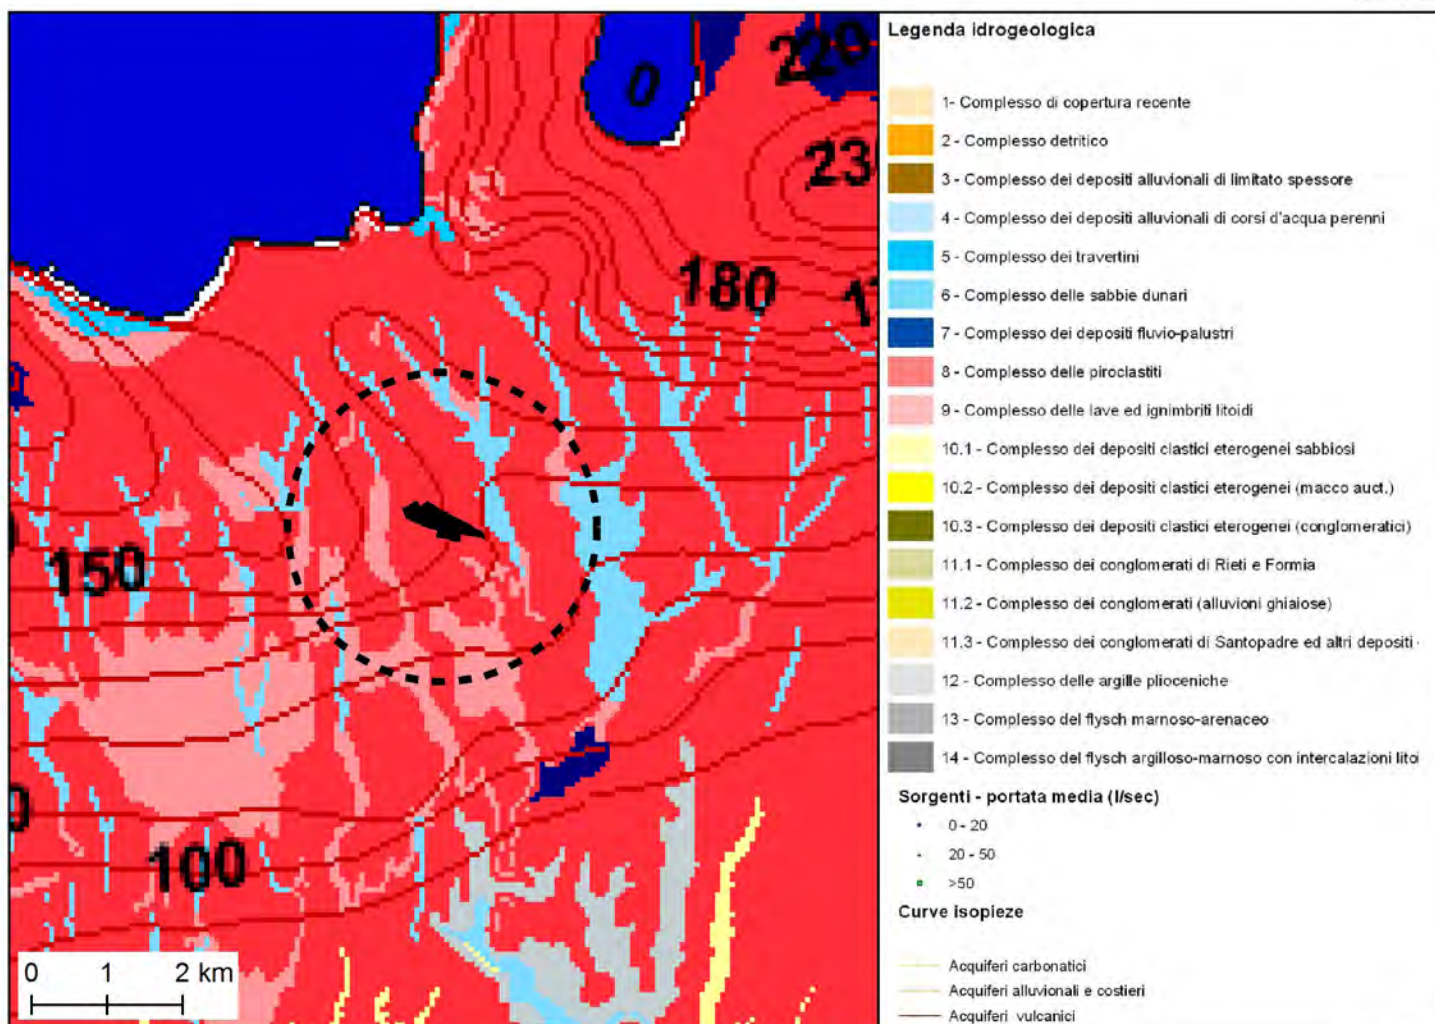 0
220
23
180
1
150
0
100
0 1 2 km
Legenda idrogeologica
1- Complesso di copertura recente
2 - Complesso detritico
3 - Complesso dei depositi alluvionali di limitato spessore
4 - Complesso dei depositi alluvionali di corsi d'acqua perenni
5 - Complesso dei travertini
6 - Complesso delle sabbie dunari
7 - Complesso dei depositi fluvio-palustri
8 - Complesso delle piroclastiti
9 - Complesso delle lave ed ignimbriti litoidi
10.1 - Complesso dei depositi clastici eterogenei sabbiosi
10.2 - Complesso dei depositi clastici eterogenei (macco auct.)
10.3 - Complesso dei depositi clastici eterogenei (conglomeratici)
11.1 - Complesso dei conglomerati di Rieti e Formia
11.2 - Complesso dei conglomerati (alluvioni ghiaiose)
11.3 - Complesso dei conglomerati di Santopadre ed altri depositi
12 - Complesso delle argille plioceniche
13 - Complesso del flysch marnoso-arenaceo
14 - Complesso del flysch argilloso-marnoso con intercalazioni litoi
Sorgenti - portata media (l/sec)
0 - 20
20 - 50
>50
Curve isopieze
Acquiferi carbonatici
Acquiferi alluvionali e costieri
Acquiferi vulcanici